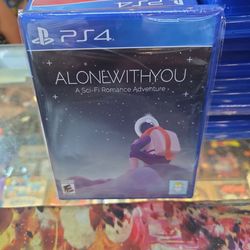 PS4
ALONEWITHYOU
A Sci-Fi Romance Adventure